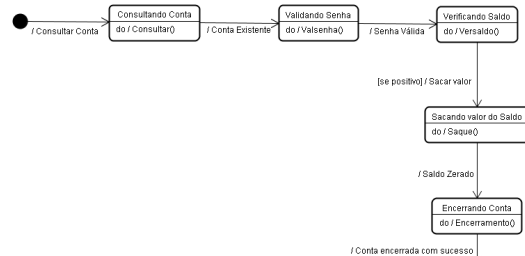 Consultando Conta
do / Consultar()
/ Consultar Conta
/ Conta Existente
Validando Senha
do / Valsenha()
/ Senha Válida
Verificando Saldo
do / Versaldo()
[se positivo] / Sacar valor
Sacando valor do Saldo
do / Saque()
/ Saldo Zerado
Encerrando Conta
do / Encerramento()
/ Conta encerrada com sucesso